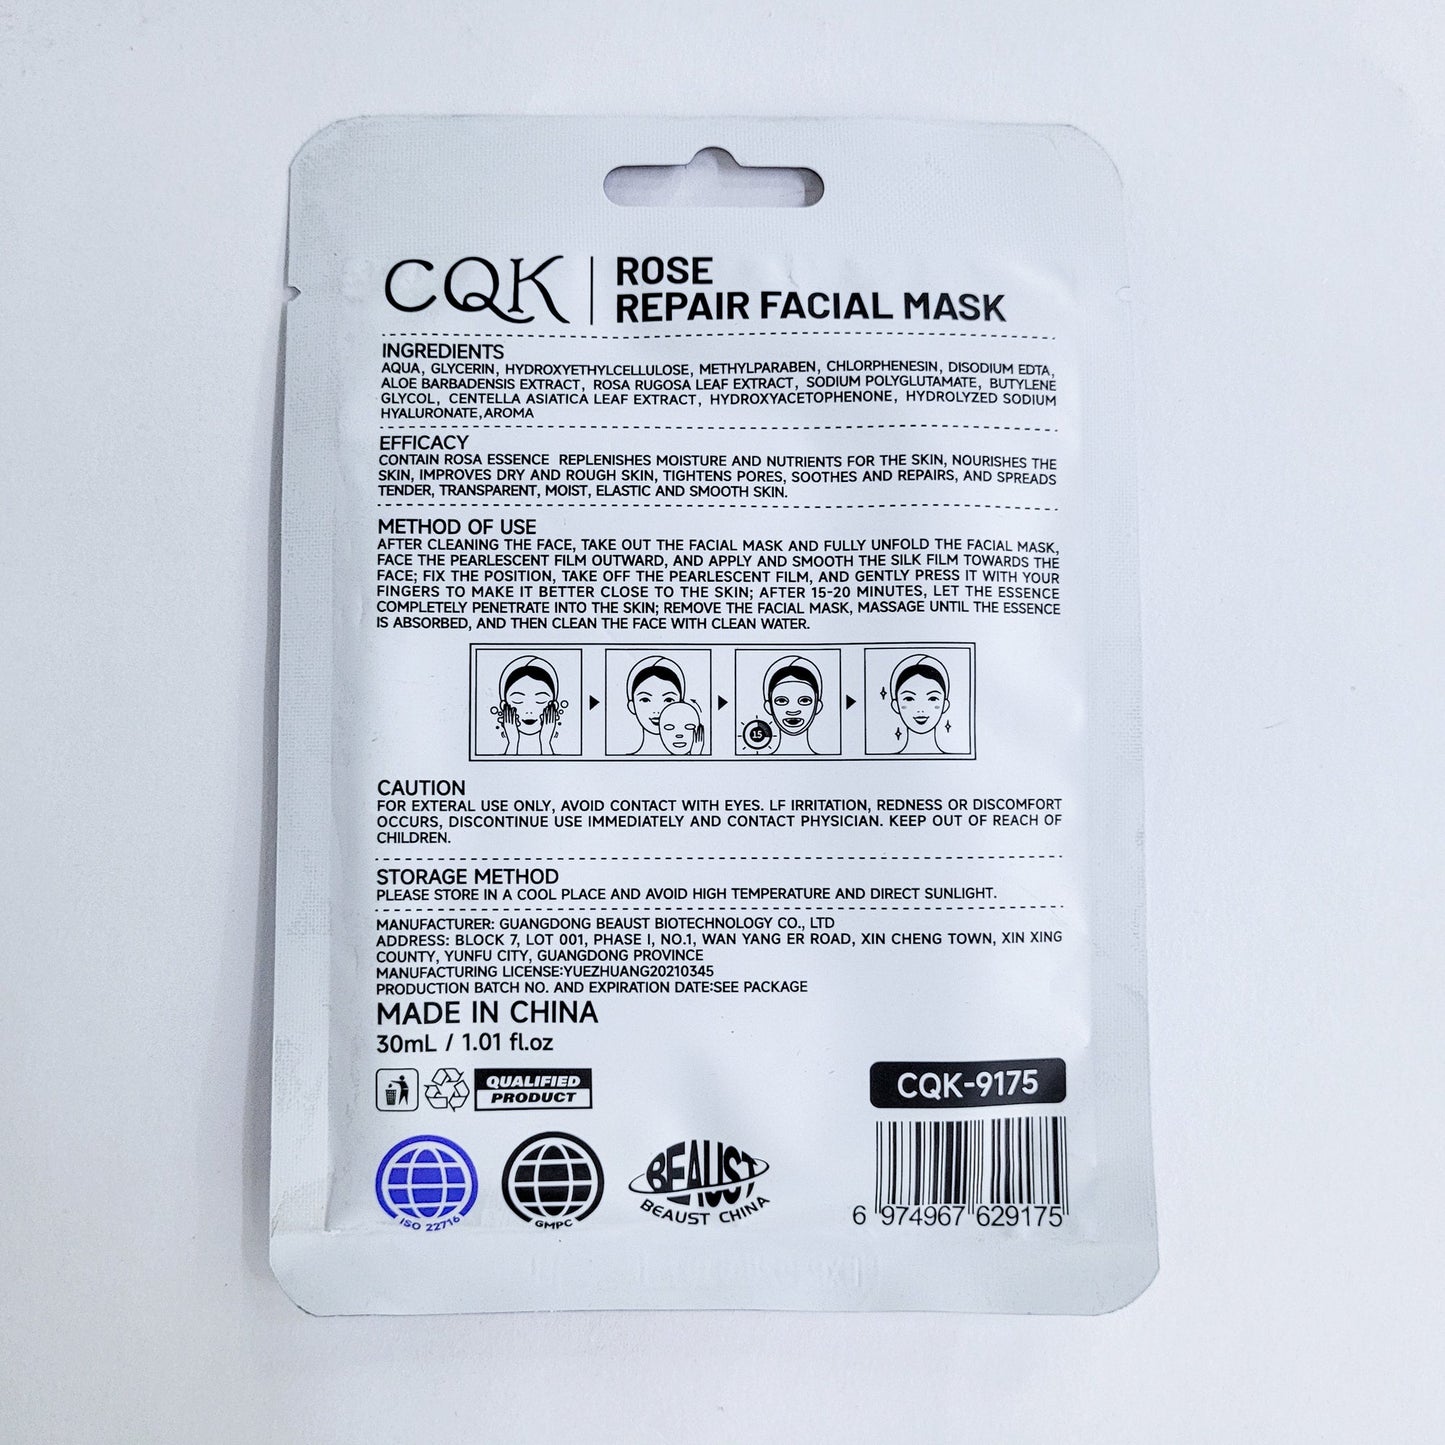 CQK
ROSE
REPAIR FACIAL MASK
INGREDIENTS
AQUA, GLYCERIN, HYDROXYETHYLCELLULOSE, METHYLPARABEN, CHLORPHENESIN, DISODIUM EDTA,
ALOE BARBADENSIS EXTRACT, ROSA RUGOSA LEAF EXTRACT, SODIUM POLYGLUTAMATE, BUTYLENE
GLYCOL, CENTELLA ASIATICA LEAF EXTRACT, HYDROXYACETOPHENONE, HYDROLYZED SODIUM
HYALURONATE,AROMA
EFFICACY
CONTAIN ROSA ESSENCE REPLENISHES MOISTURE AND NUTRIENTS FOR THE SKIN, NOURISHES THE
SKIN, IMPROVES DRY AND ROUGH SKIN, TIGHTENS PORES, SOOTHES AND REPAIRS, AND SPREADS
TENDER, TRANSPARENT, MOIST, ELASTIC AND SMOOTH SKIN.
METHOD OF USE
AFTER CLEANING THE FACE, TAKE OUT THE FACIAL MASK AND FULLY UNFOLD THE FACIAL MASK,
FACE THE PEARLESCENT FILM OUTWARD, AND APPLY AND SMOOTH THE SILK FILM TOWARDS THE
FACE; FIX THE POSITION, TAKE OFF THE PEARLESCENT FILM, AND GENTLY PRESS IT WITH YOUR
FINGERS TO MAKE IT BETTER CLOSE TO THE SKIN; AFTER 15-20 MINUTES, LET THE ESSENCE
COMPLETELY PENETRATE INTO THE SKIN; REMOVE THE FACIAL MASK, MASSAGE UNTIL THE ESSENCE
IS ABSORBED, AND THEN CLEAN THE FACE WITH CLEAN WATER.
15
CAUTION
FOR EXTERAL USE ONLY, AVOID CONTACT WITH EYES. LF IRRITATION, REDNESS OR DISCOMFORT
OCCURS, DISCONTINUE USE IMMEDIATELY AND CONTACT PHYSICIAN. KEEP OUT OF REACH OF
CHILDREN.
STORAGE METHOD
PLEASE STORE IN A COOL PLACE AND AVOID HIGH TEMPERATURE AND DIRECT SUNLIGHT.
MANUFACTURER: GUANGDONG BEAUST BIOTECHNOLOGY CO., LTD
ADDRESS: BLOCK 7, LOT 001, PHASE I, NO.1, WAN YANG ER ROAD, XIN CHENG TOWN, XIN XING
COUNTY, YUNFU CITY, GUANGDONG PROVINCE
MANUFACTURING LICENSE:YUEZHUANG20210345
PRODUCTION BATCH NO. AND EXPIRATION DATE:SEE PACKAGE
MADE IN CHINA
30mL / 1.01 fl.oz
QUALIFIED
PRODUCT
CQK-9175
ISO 22716
GMPC
BEAUST
BEAUST CHINA
6 974967 629175